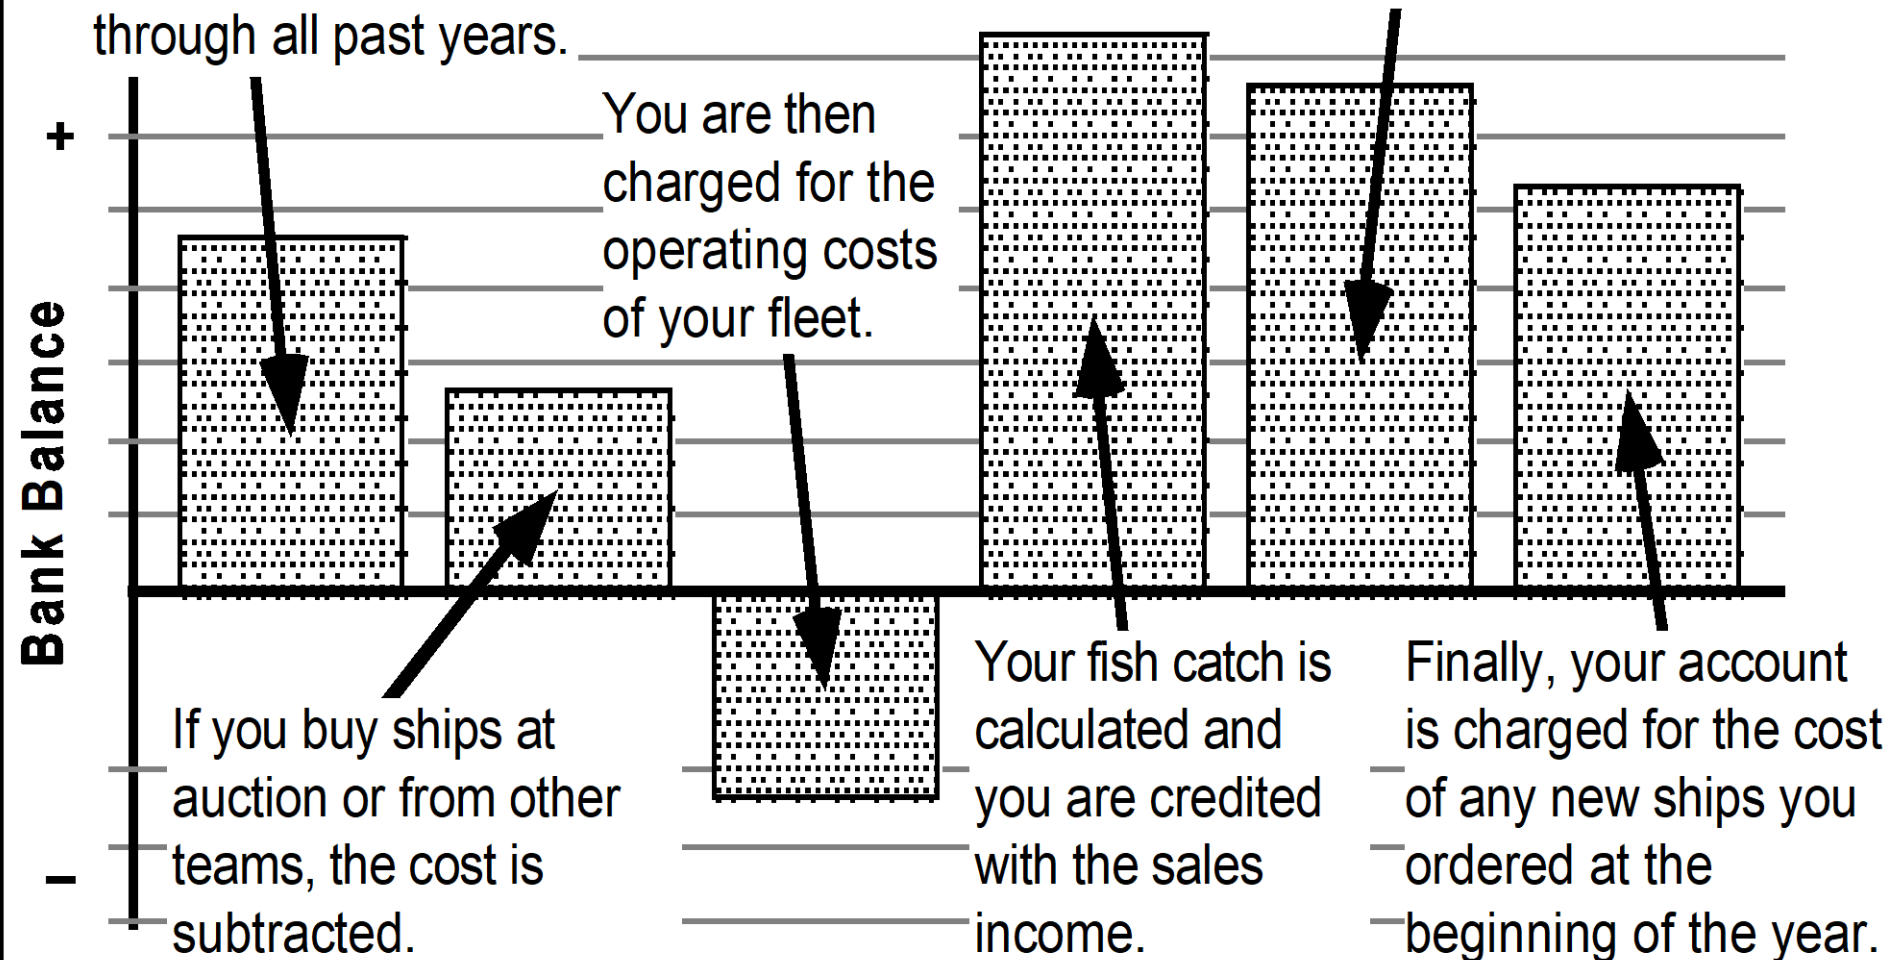 through all past years.
You are then
charged for the
operating costs
of your fleet.
+
Bank Balance
–
If you buy ships at
auction or from other
teams, the cost is
subtracted.
Your fish catch is
calculated and
you are credited
with the sales
income.
Finally, your account
is charged for the cost
of any new ships you
ordered at the
beginning of the year.